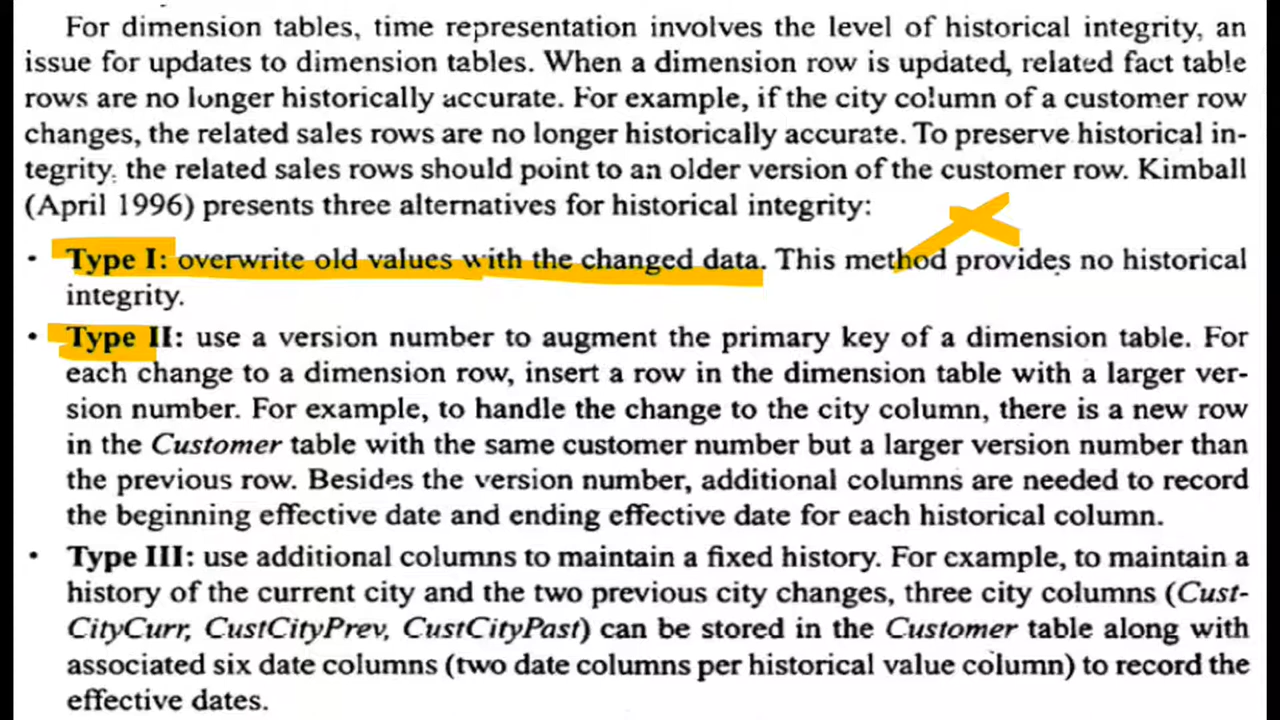 For dimension tables, time representation involves the level of historical integrity, an
issue for updates to dimension tables. When a dimension row is updated, related fact table
rows are no longer historically accurate. For example, if the city column of a customer row
changes, the related sales rows are no longer historically accurate. To preserve historical in-
tegrity, the related sales rows should point to an older version of the customer row. Kimball
(April 1996) presents three alternatives for historical integrity:
• Type I: overwrite old values with the changed data. This method provides no historical
integrity.
• Type II: use a version number to augment the primary key of a dimension table. For
each change to a dimension row, insert a row in the dimension table with a larger ver-
sion number. For example, to handle the change to the city column, there is a new row
in the Customer table with the same customer number but a larger version number than
the previous row. Besides the version number, additional columns are needed to record
the beginning effective date and ending effective date for each historical column.
• Type III: use additional columns to maintain a fixed history. For example, to maintain a
history of the current city and the two previous city changes, three city columns (Cust-
CityCurr, CustCityPrev, CustCityPast) can be stored in the Customer table along with
associated six date columns (two date columns per historical value column) to record the
effective dates.